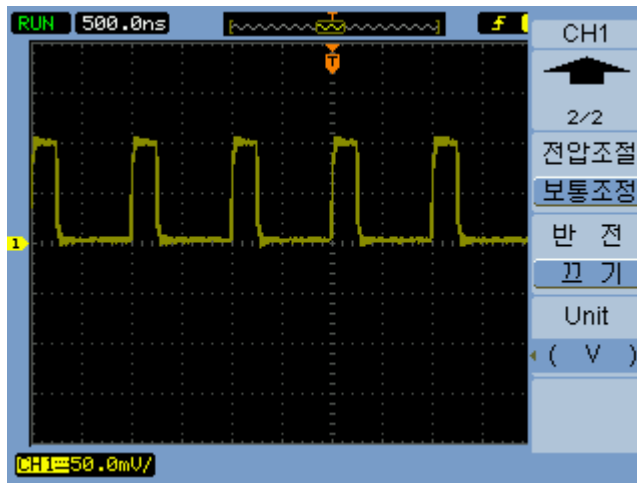 RUN 500.0ns
T
CH1
2/2
전압조절
보통조정
반 전
끄기
Unit
( V )
1
CH1 50.0mV/